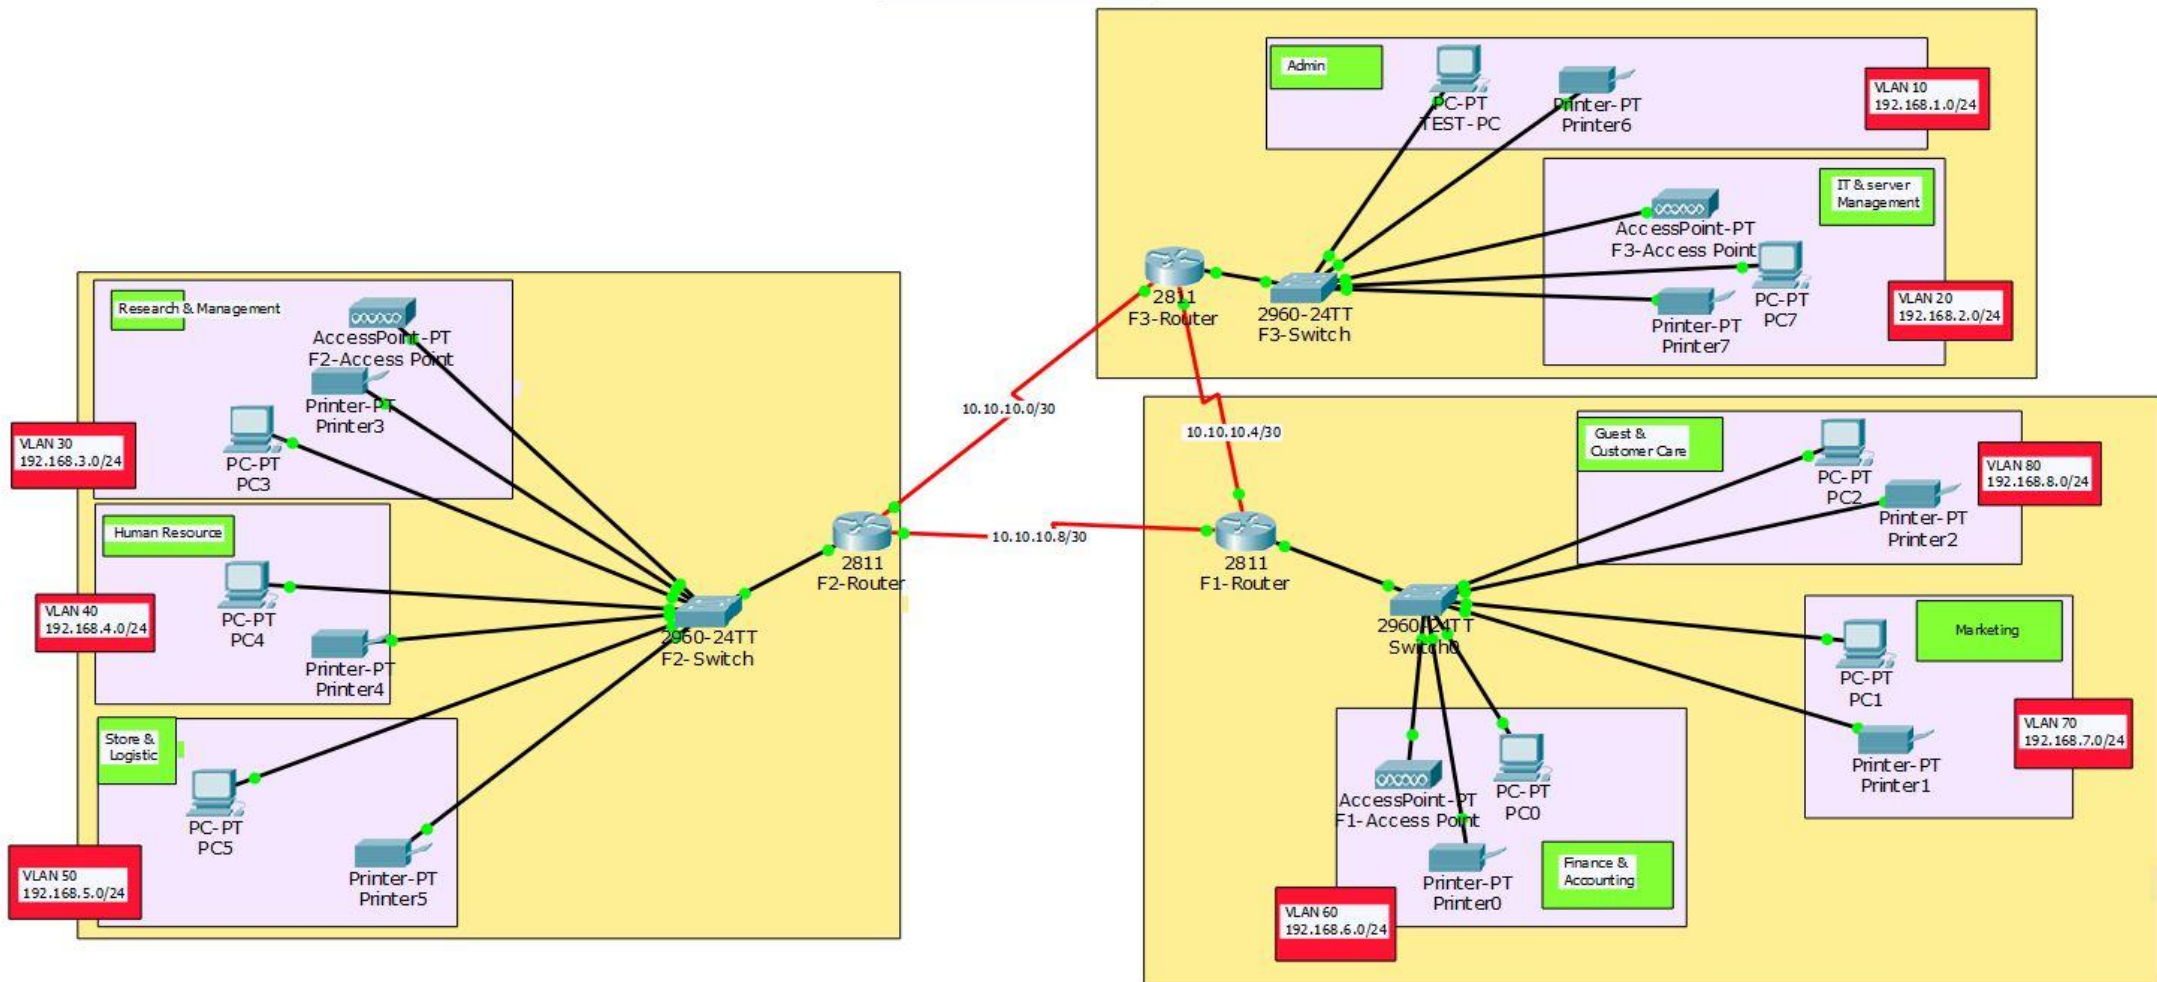 Admin
PC-PT
TEST-PC
Printer-PT
Printer6
VLAN 10
192.168.1.0/24
IT & server
Management
AccessPoint-PT
F3-Access Point
PC-PT
PC7
Printer-PT
Printer7
VLAN 20
192.168.2.0/24
2811
F3-Router
2960-24TT
F3-Switch
Research & Management
AccessPoint-PT
F2-Access Point
Printer-PT
Printer3
PC-PT
PC3
VLAN 30
192.168.3.0/24
Human Resource
PC-PT
PC4
Printer-PT
Printer4
VLAN 40
192.168.4.0/24
Store &
Logistic
PC-PT
PC5
Printer-PT
Printer5
VLAN 50
192.168.5.0/24
2960-24TT
F2-Switch
2811
F2-Router
10.10.10.0/30
10.10.10.4/30
10.10.10.8/30
2811
F1-Router
2960-24TT
Switch0
Guest &
Customer Care
PC-PT
PC2
Printer-PT
Printer2
VLAN 80
192.168.8.0/24
Marketing
PC-PT
PC1
Printer-PT
Printer1
VLAN 70
192.168.7.0/24
AccessPoint-PT
F1-Access Point
PC-PT
PC0
Printer-PT
Printer0
Finance &
Accounting
VLAN 60
192.168.6.0/24